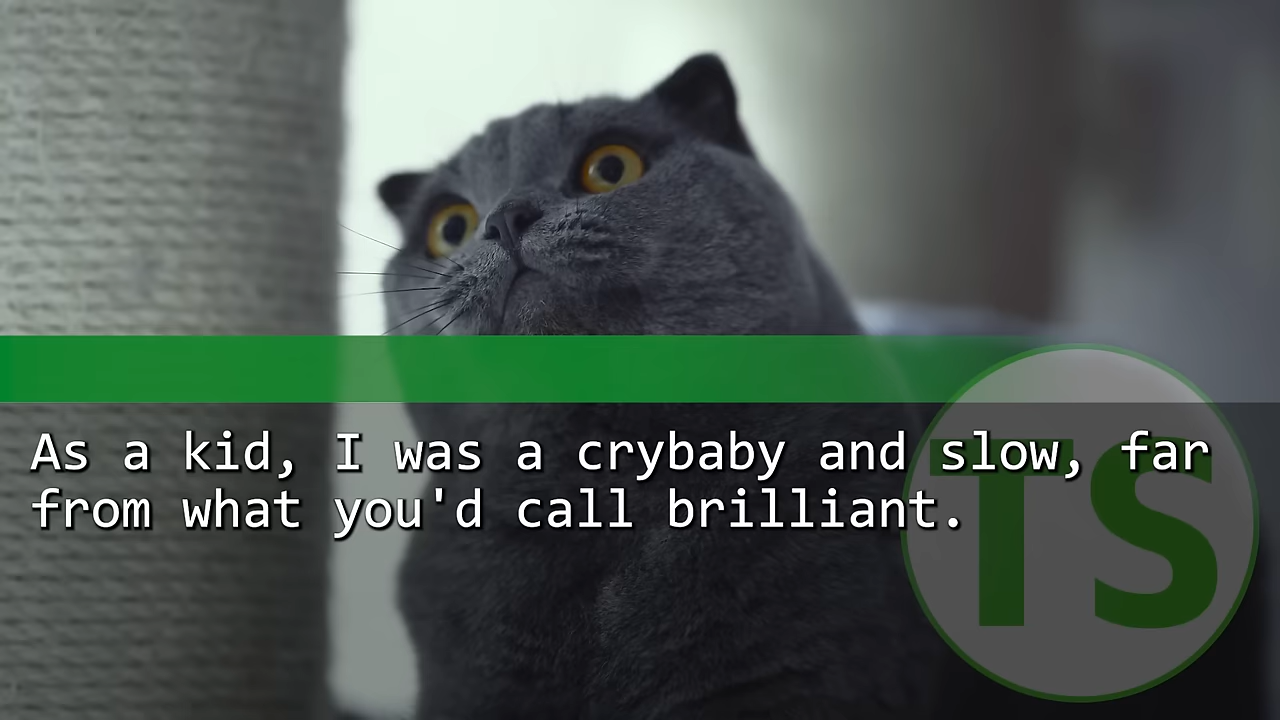 As a kid, I was a crybaby and slow, far
from what you'd call brilliant.
TS